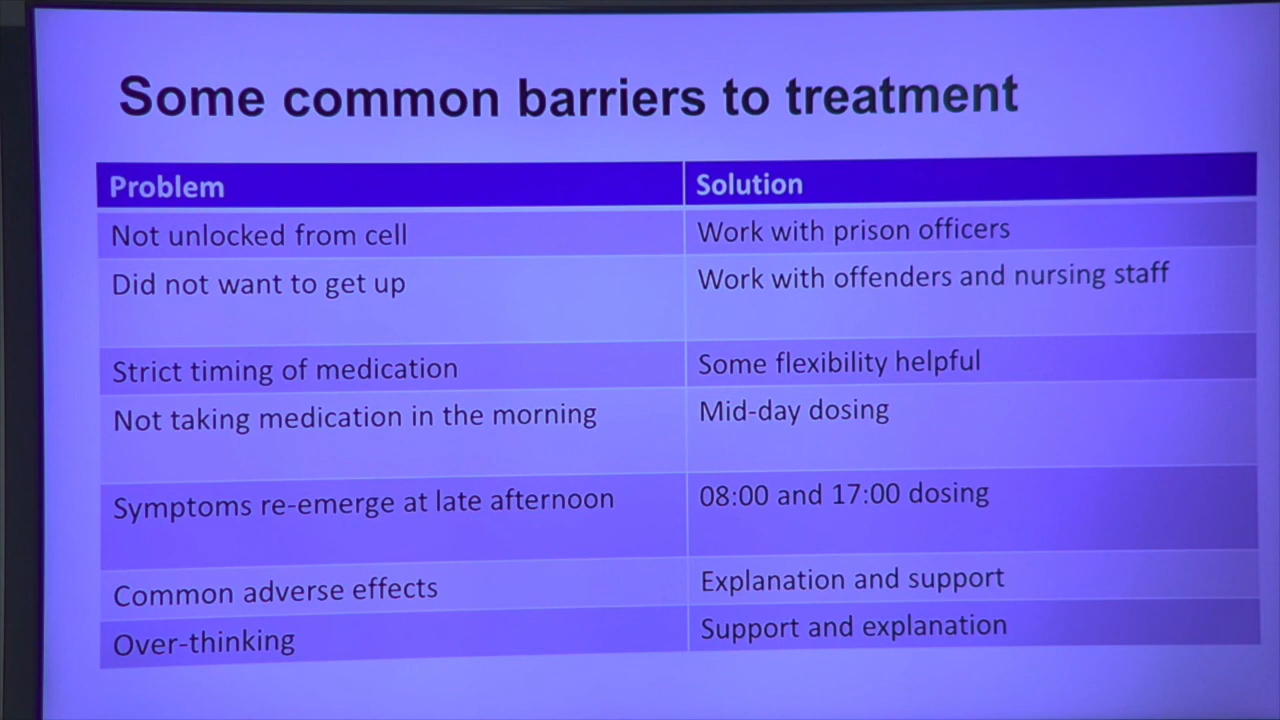 Some common barriers to treatment
Problem Solution
Not unlocked from cell Work with prison officers
Did not want to get up Work with offenders and nursing staff
Strict timing of medication Some flexibility helpful
Not taking medication in the morning Mid-day dosing
Symptoms re-emerge at late afternoon 08:00 and 17:00 dosing
Common adverse effects Explanation and support
Over-thinking Support and explanation